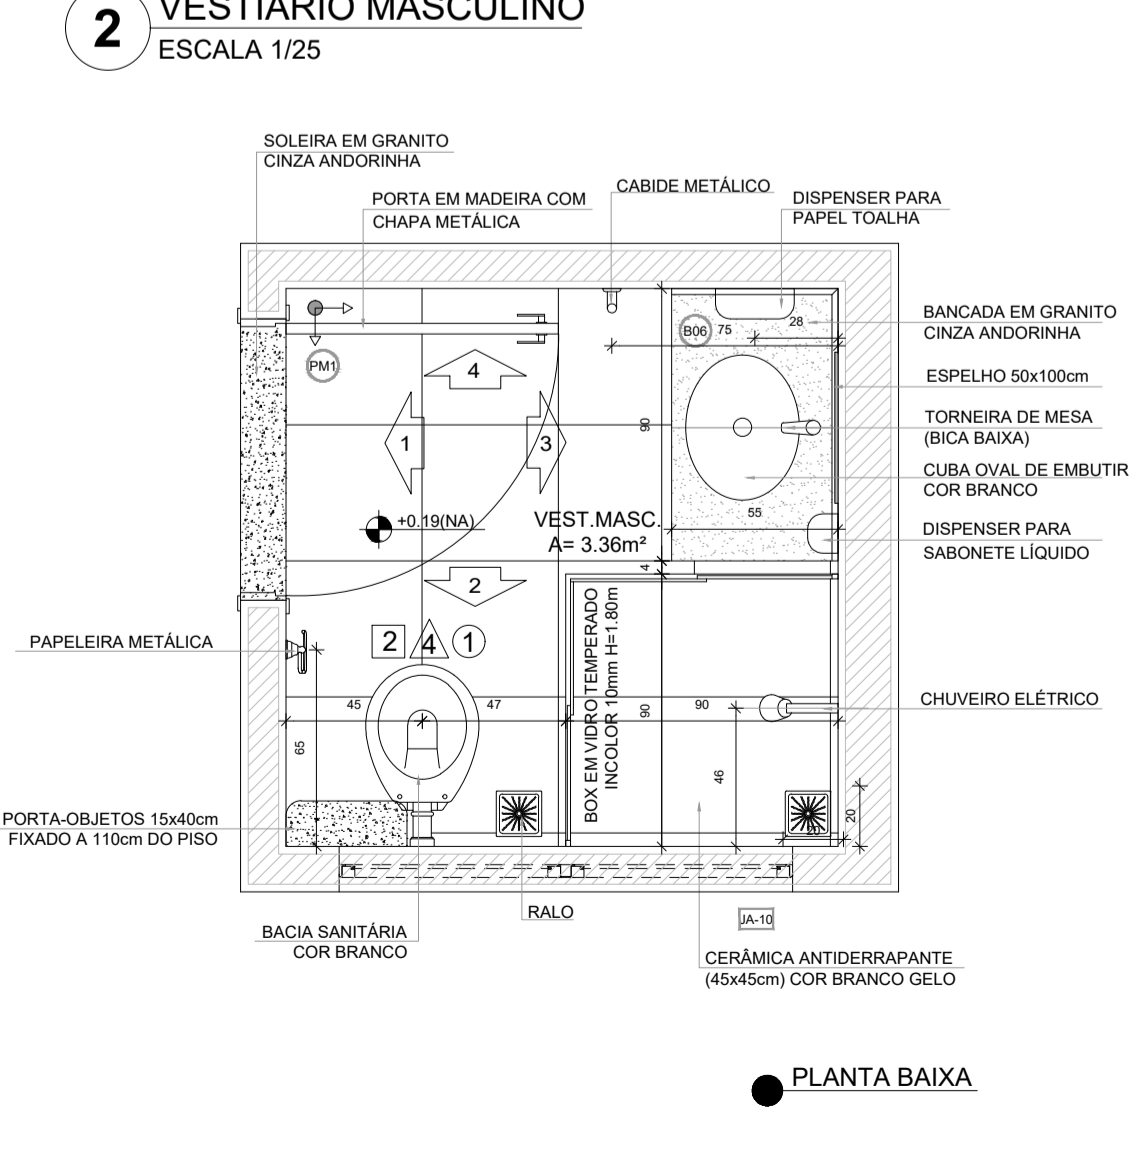 2
VESTIÁRIO MASCULINO
ESCALA 1/25
SOLEIRA EM GRANITO
CINZA ANDORINHA
PORTA EM MADEIRA COM
CHAPA METÁLICA
CABIDE METÁLICO
DISPENSER PARA
PAPEL TOALHA
BANCADA EM GRANITO
CINZA ANDORINHA
B06
75
28
PM1
4
ESPELHO 50x100cm
TORNEIRA DE MESA
(BICA BAIXA)
1
3
90
CUBA OVAL DE EMBUTIR
COR BRANCO
55
+0.19(NA)
VEST.MASC.
A= 3.36m²
DISPENSER PARA
SABONETE LÍQUIDO
4
2
BOX EM VIDRO TEMPERADO
INCOLOR 10mm H=1.80m
2
4
1
PAPELEIRA METÁLICA
45
47
90
90
CHUVEIRO ELÉTRICO
65
46
20
20
PORTA-OBJETOS 15x40cm
FIXADO A 110cm DO PISO
RALO
JA-10
BACIA SANITÁRIA
COR BRANCO
CERÂMICA ANTIDERRAPANTE
(45x45cm) COR BRANCO GELO
PLANTA BAIXA